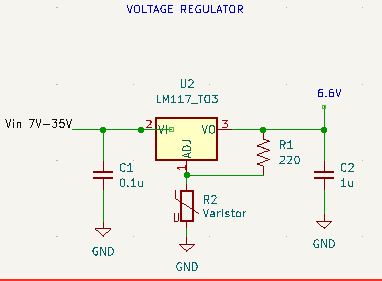 VOLTAGE REGULATOR
U2
LM117_TO3
6.6V
Vin 7V-35V
2
VI
VO
3
ADJ
1
R1
220
C1
0.1u
C2
1u
R2
Varistor
U
GND
GND
GND